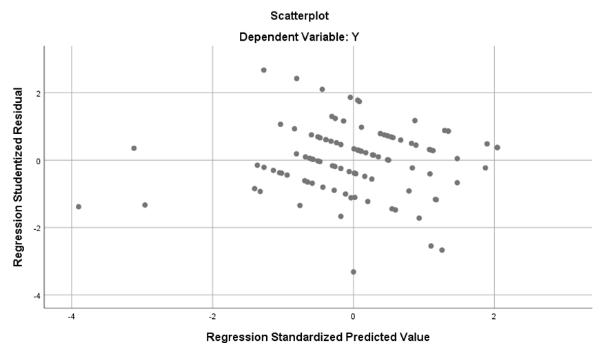 Scatterplot
Dependent Variable: Y
Regression Studentized Residual
2
0
-2
-4
-4
-2
0
2
Regression Standardized Predicted Value